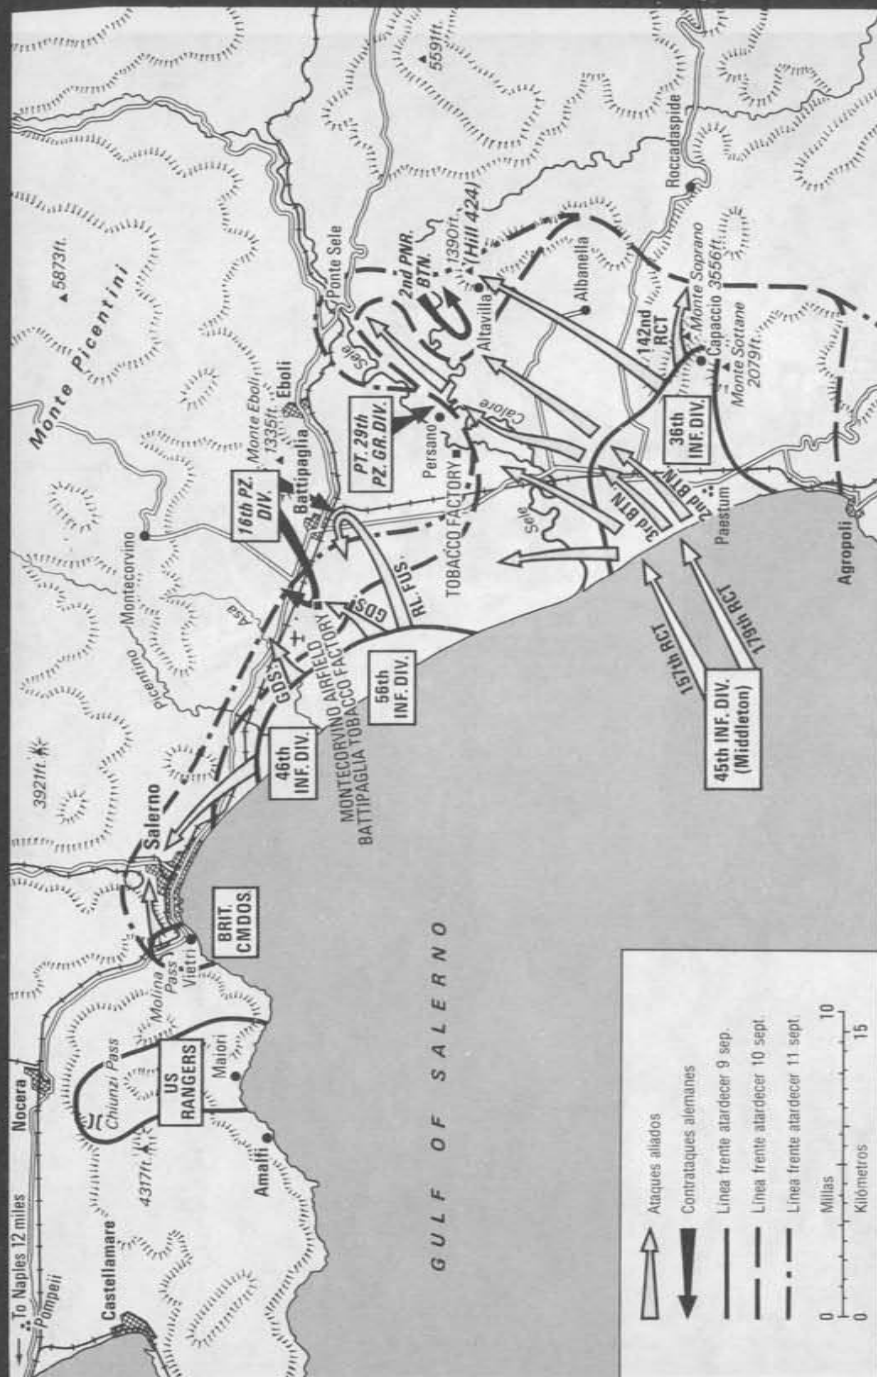 ← To Naples 12 miles
Pompeii
Castellamare
Nocera
Chiunzi Pass
4317ft.
US
RANGERS
Maiori
Amalfi
Molina
Pass
Vietri
BRIT.
CMDOS.
Salerno
3921ft.
Picentino
Montecorvino
Asa
Monte Picentini
5873ft.
5591ft.
46th
INF. DIV.
MONTECORVINO AIRFIELD
BATTIPAGLIA TOBACCO FACTORY
GDS.
GDS.
RL. FUS.
56th
INF. DIV.
16th PZ.
DIV.
Battipaglia
Monte Eboli
1335ft.
Eboli
Ponte Sele
Sele
PT. 29th
PZ. GR. DIV.
Persano
TOBACCO FACTORY
Calore
Sele
2nd PNR.
BTN.
1390ft.
(Hill 424)
Altavilla
Albanella
Roccadaspide
142nd
RCT
Monte Soprano
Capaccio 3556ft.
Monte Sottane
2079ft.
36th
INF. DIV.
3rd BTN
2nd BTN
Paestum
Agropoli
157th RCT
179th RCT
45th INF. DIV.
(Middleton)
GULF OF SALERNO
Ataques aliados
Contrataques alemanes
Línea frente atardecer 9 sep.
Línea frente atardecer 10 sept.
Línea frente atardecer 11 sept.
Millas
0 10
0 15
Kilómetros